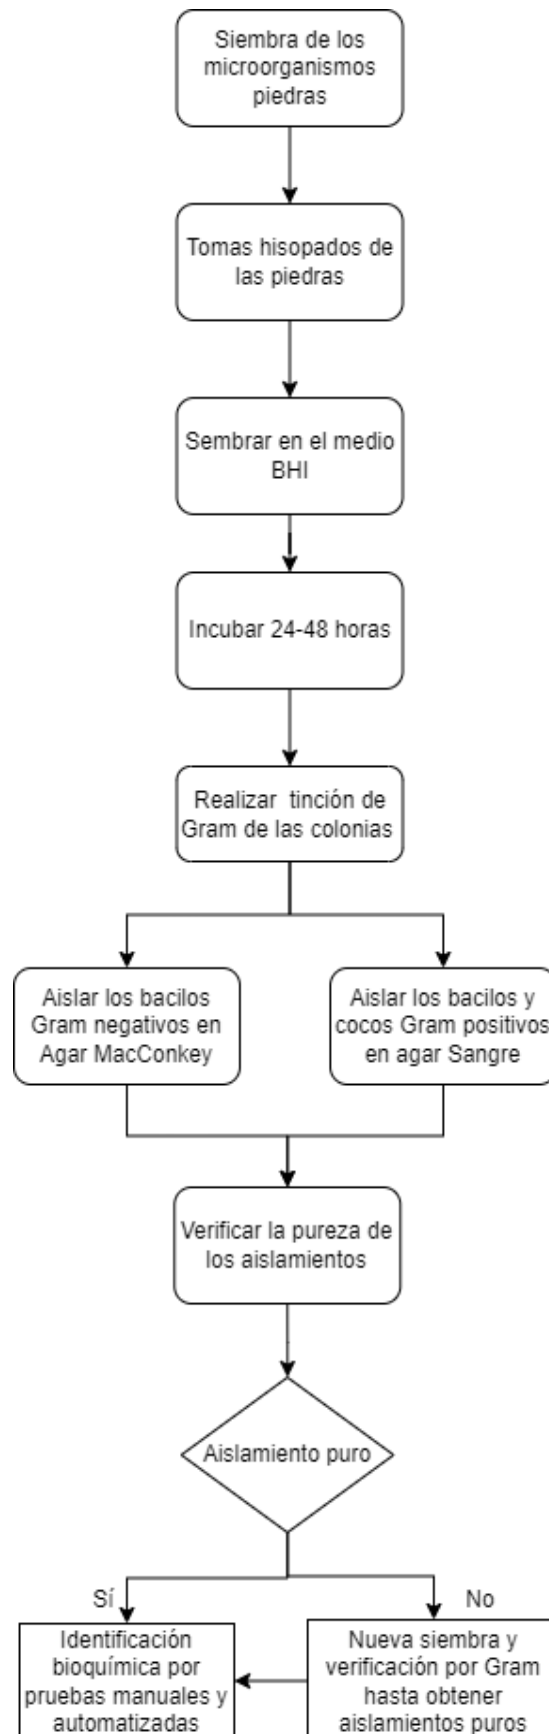 Siembra de los
microorganismos
piedras
Tomas hisopados de
las piedras
Sembrar en el medio
BHI
Incubar 24-48 horas
Realizar tinción de
Gram de las colonias
Aislar los bacilos
Gram negativos en
Agar MacConkey
Aislar los bacilos y
cocos Gram positivos
en agar Sangre
Verificar la pureza de
los aislamientos
Aislamiento puro
Sí
No
Identificación
bioquímica por
pruebas manuales y
automatizadas
Nueva siembra y
verificación por Gram
hasta obtener
aislamientos puros